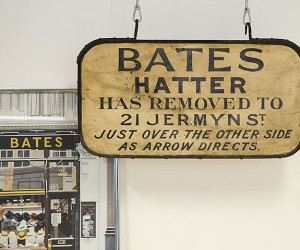 BATES
HATTER
HAS REMOVED TO
21 JERMYN ST
JUST OVER THE OTHER SIDE
AS ARROW DIRECTS.
BATES